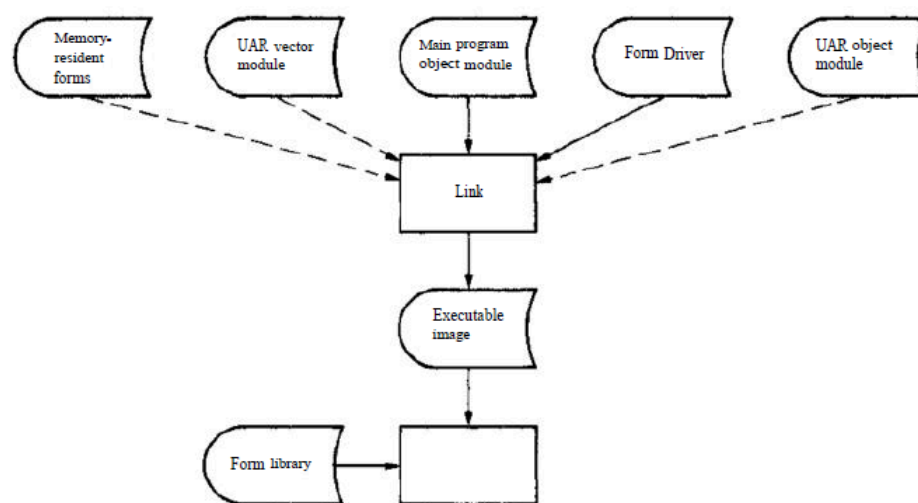 Memory-
resident
forms
UAR vector
module
Main program
object module
Form Driver
UAR object
module
Link
Executable
image
Form library